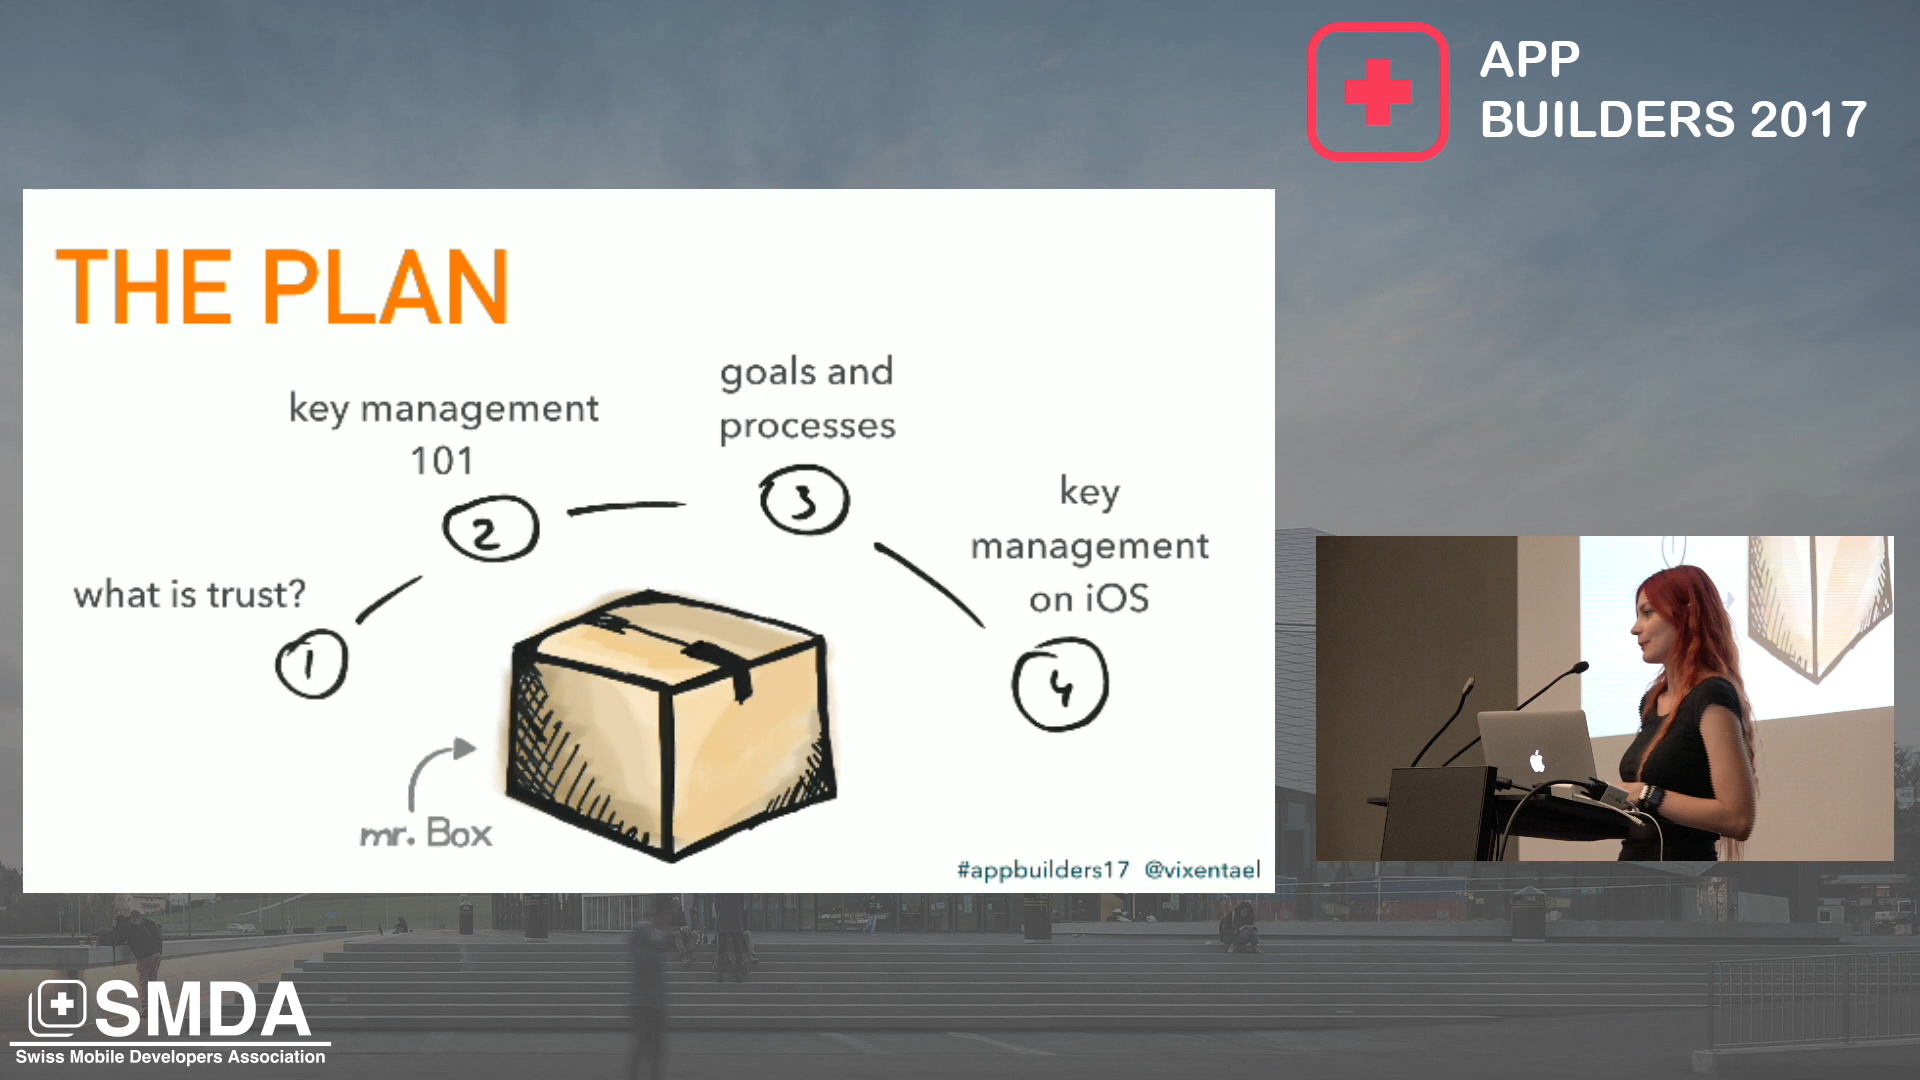 APP
BUILDERS 2017
THE PLAN
goals and
processes
key management
101
key
management
on iOS
what is trust?
1
2
3
4
mr. Box
#appbuilders17 @vixentael
SMDA
Swiss Mobile Developers Association